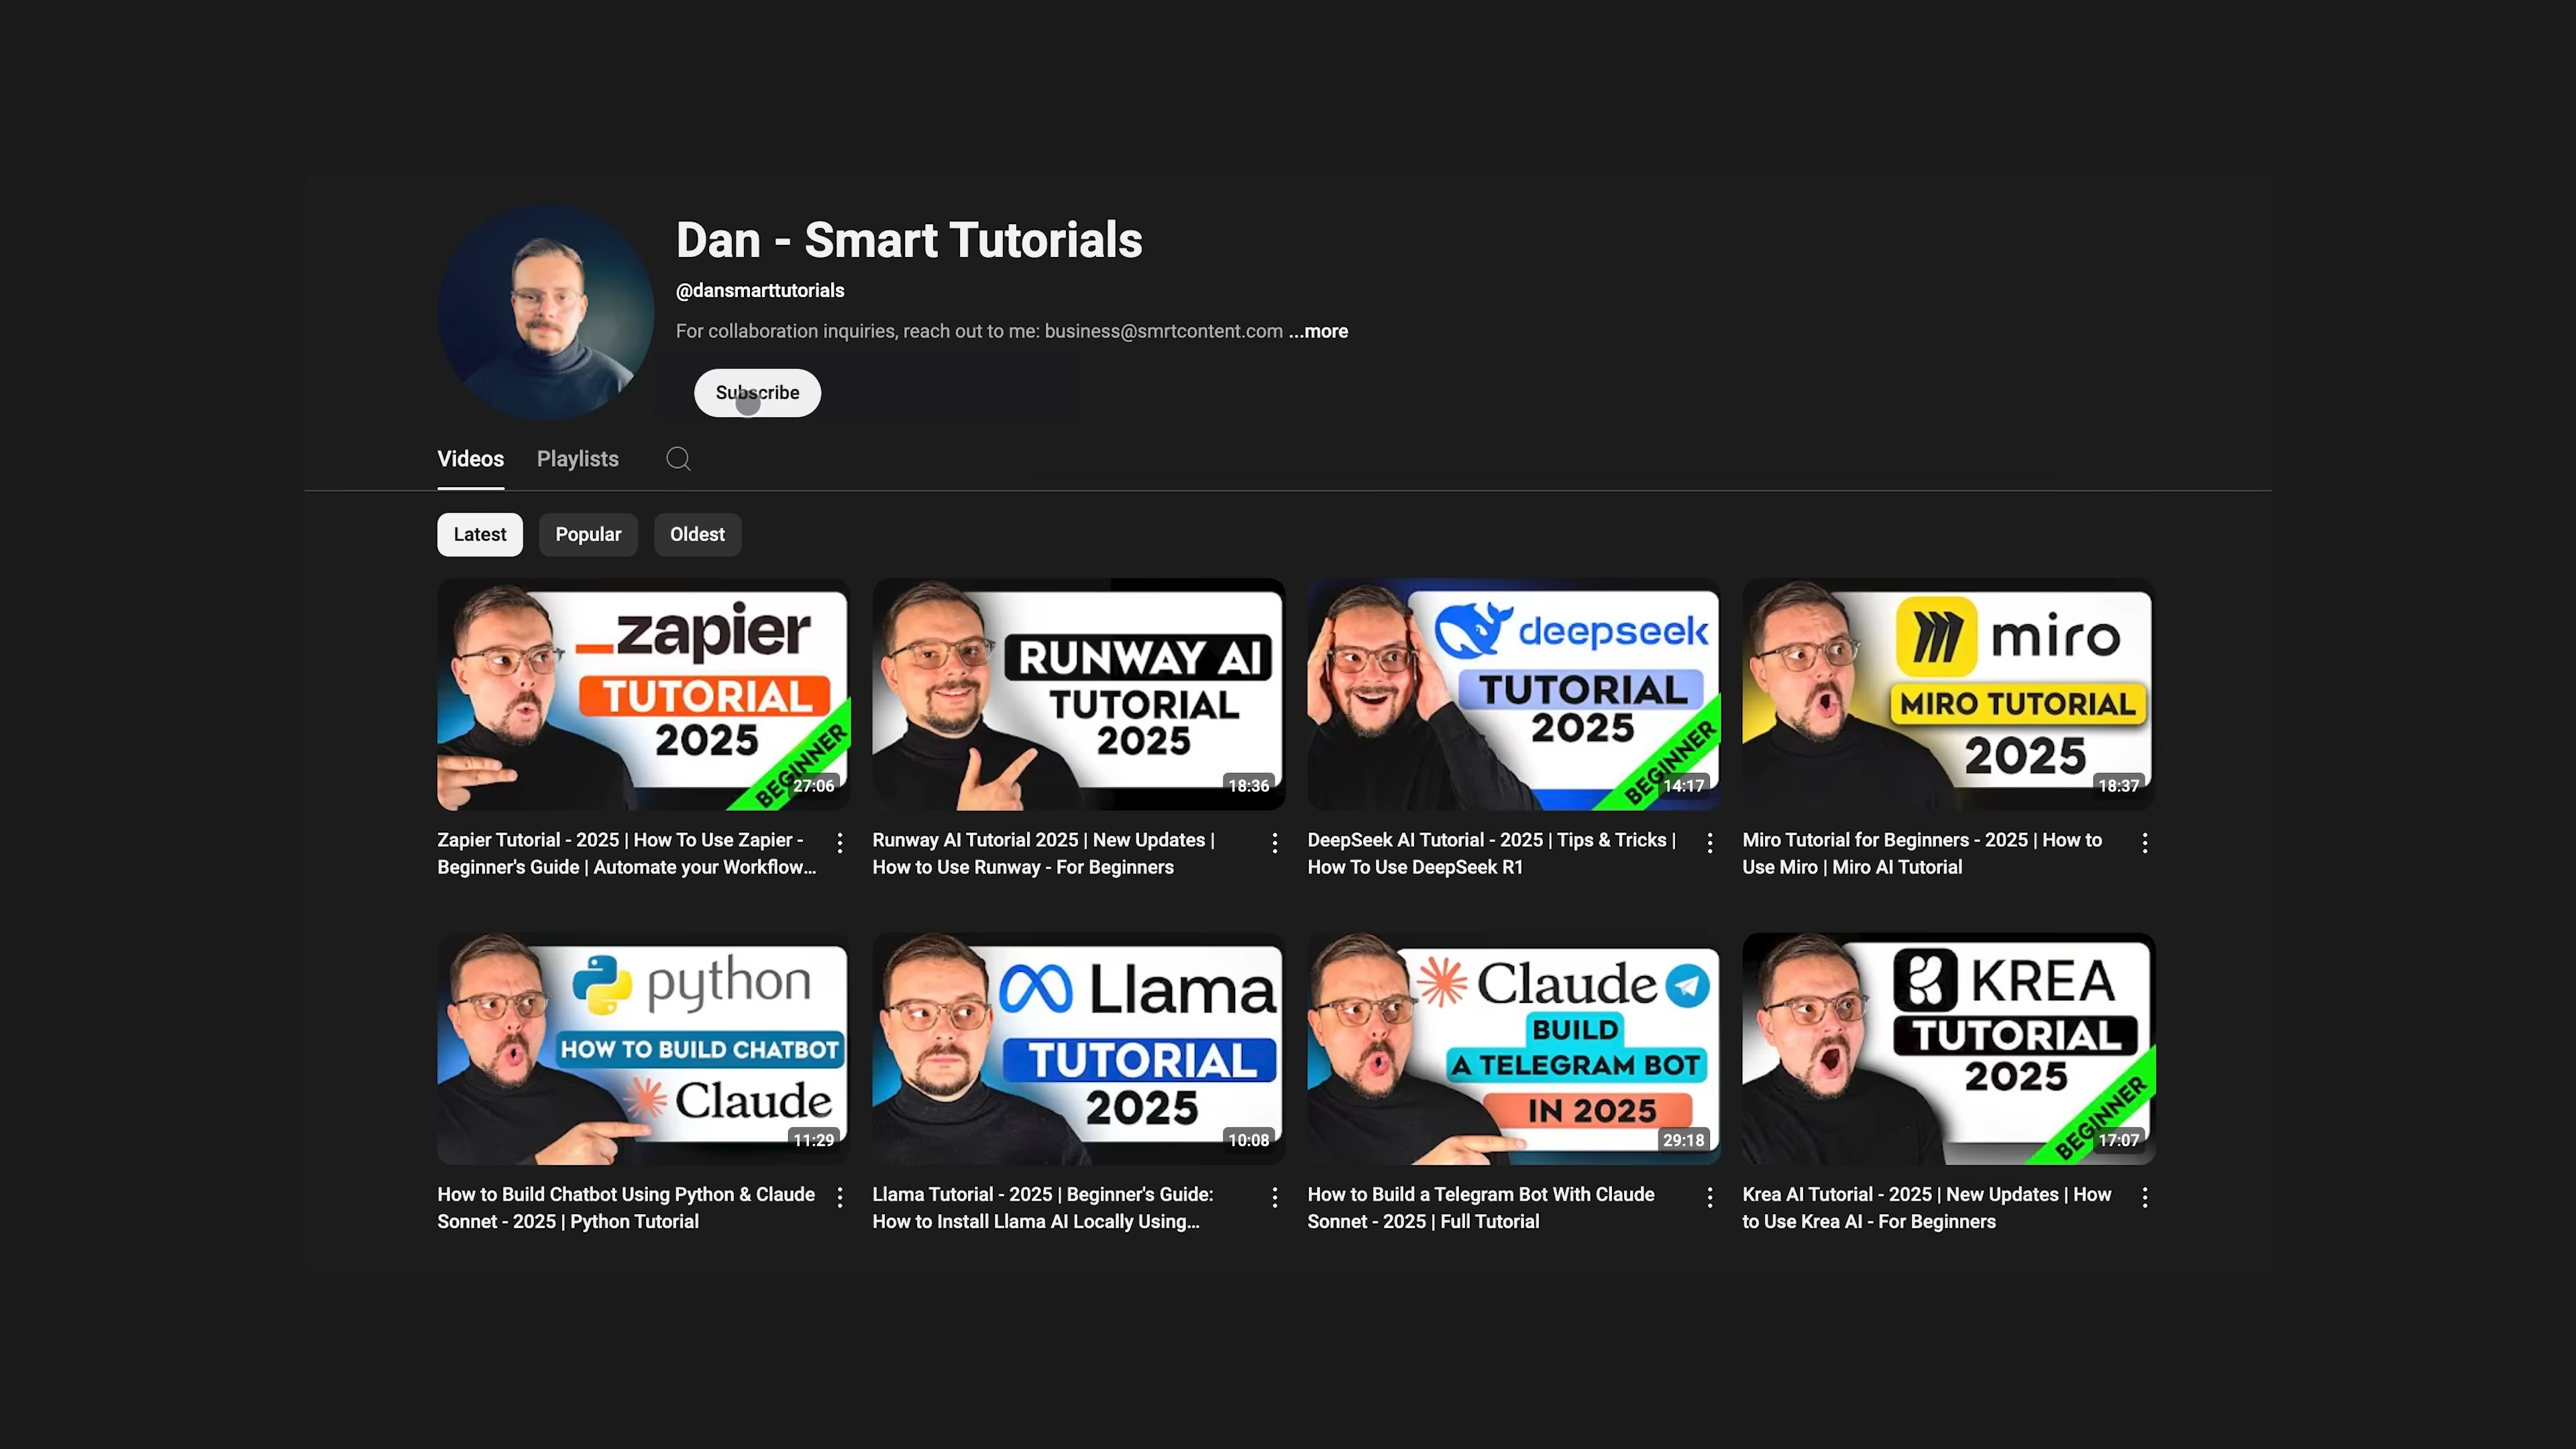 Dan - Smart Tutorials
@dansmarttutorials
For collaboration inquiries, reach out to me: business@smrtcontent.com ...more
Subscribe
Videos Playlists
Latest Popular Oldest
zapier
TUTORIAL
2025
BEGINNER
27:06
RUNWAY AI
TUTORIAL
2025
18:36
deepseek
TUTORIAL
2025
BEGINNER
14:17
miro
MIRO TUTORIAL
2025
18:37
Zapier Tutorial - 2025 | How To Use Zapier -
Beginner's Guide | Automate your Workflow...
Runway AI Tutorial 2025 | New Updates |
How to Use Runway - For Beginners
DeepSeek AI Tutorial - 2025 | Tips & Tricks |
How To Use DeepSeek R1
Miro Tutorial for Beginners - 2025 | How to
Use Miro | Miro AI Tutorial
python
HOW TO BUILD CHATBOT
Claude
11:29
Llama
TUTORIAL
2025
10:08
Claude
BUILD
A TELEGRAM BOT
IN 2025
29:18
KREA
TUTORIAL
2025
BEGINNER
17:07
How to Build Chatbot Using Python & Claude
Sonnet - 2025 | Python Tutorial
Llama Tutorial - 2025 | Beginner's Guide:
How to Install Llama AI Locally Using...
How to Build a Telegram Bot With Claude
Sonnet - 2025 | Full Tutorial
Krea AI Tutorial - 2025 | New Updates | How
to Use Krea AI - For Beginners